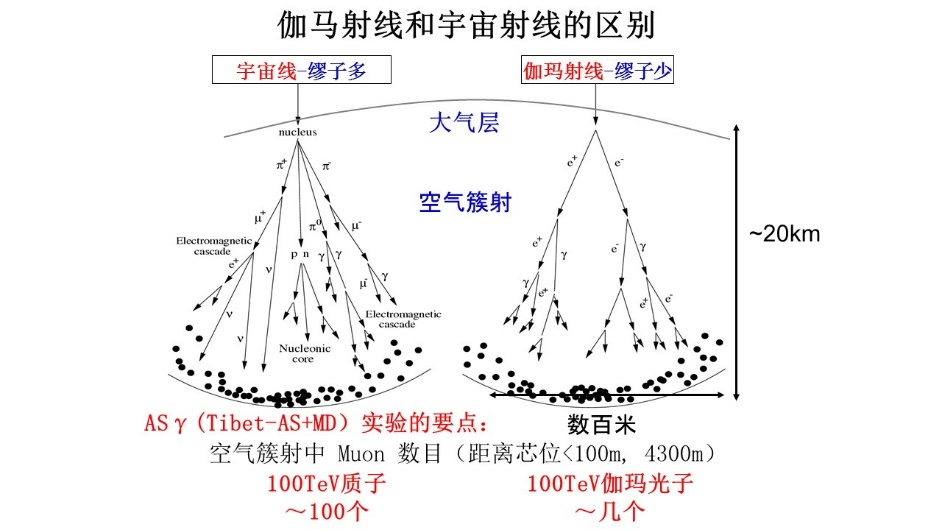 伽马射线和宇宙射线的区别
宇宙线-缪子多
伽玛射线-缪子少
大气层
nucleus
π+
π-
e+
e-
空气簇射
μ+
π0
μ-
~20km
Electromagnetic
cascade
e+
ν
p n
γ
γ
μ-
γ
e+
γ
e-
γ
γ
e+
e+
e-
ν
ν
Electromagnetic
cascade
Nucleonic
core
ASγ(Tibet-AS+MD)实验的要点：
数百米
空气簇射中 Muon 数目（距离芯位<100m, 4300m）
100TeV质子
100TeV伽玛光子
～100个
～几个